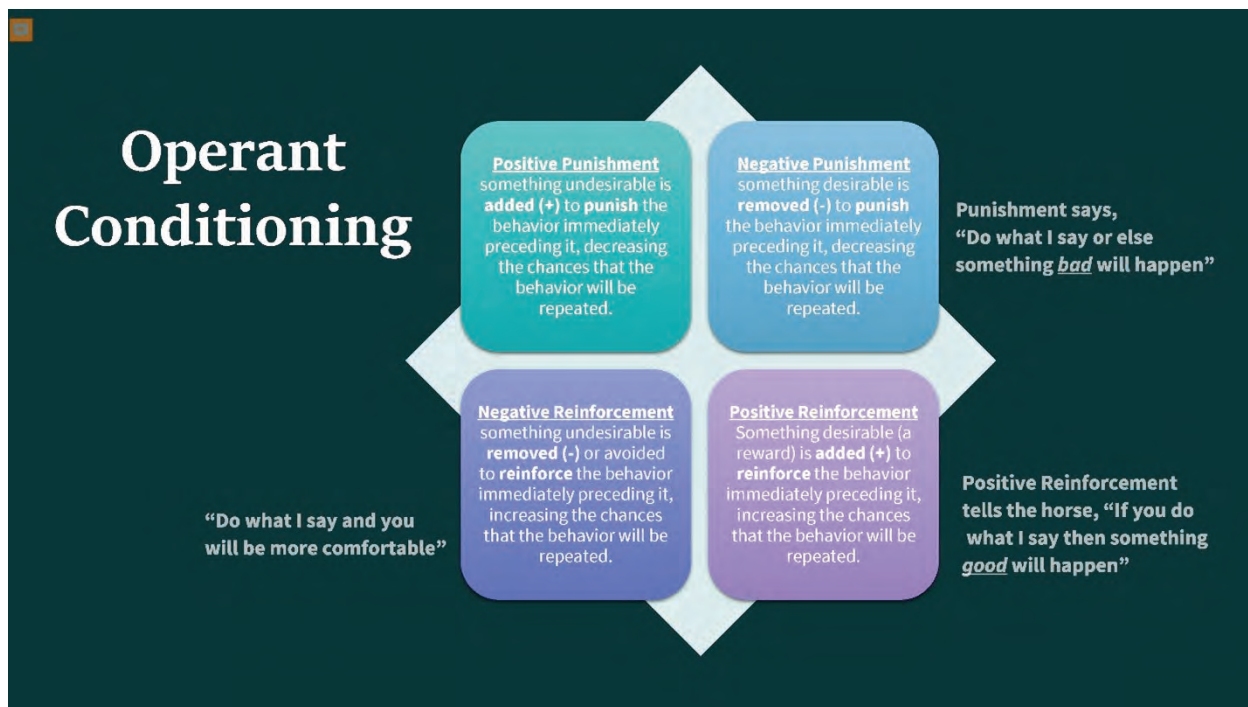 Operant
Conditioning
Positive Punishment
something undesirable is
added (+) to punish the
behavior immediately
preceding it, decreasing
the chances that the
behavior will be
repeated.
Negative Punishment
something desirable is
removed (-) to punish
the behavior immediately
preceding it, decreasing
the chances that the
behavior will be
repeated.
Punishment says,
“Do what I say or else
something bad will happen”
Negative Reinforcement
something undesirable is
removed (-) or avoided
to reinforce the behavior
immediately preceding it,
increasing the chances
that the behavior will be
repeated.
Positive Reinforcement
Something desirable (a
reward) is added (+) to
reinforce the behavior
immediately preceding it,
increasing the chances
that the behavior will be
repeated.
“Do what I say and you
will be more comfortable”
Positive Reinforcement
tells the horse, “If you do
what I say then something
good will happen”